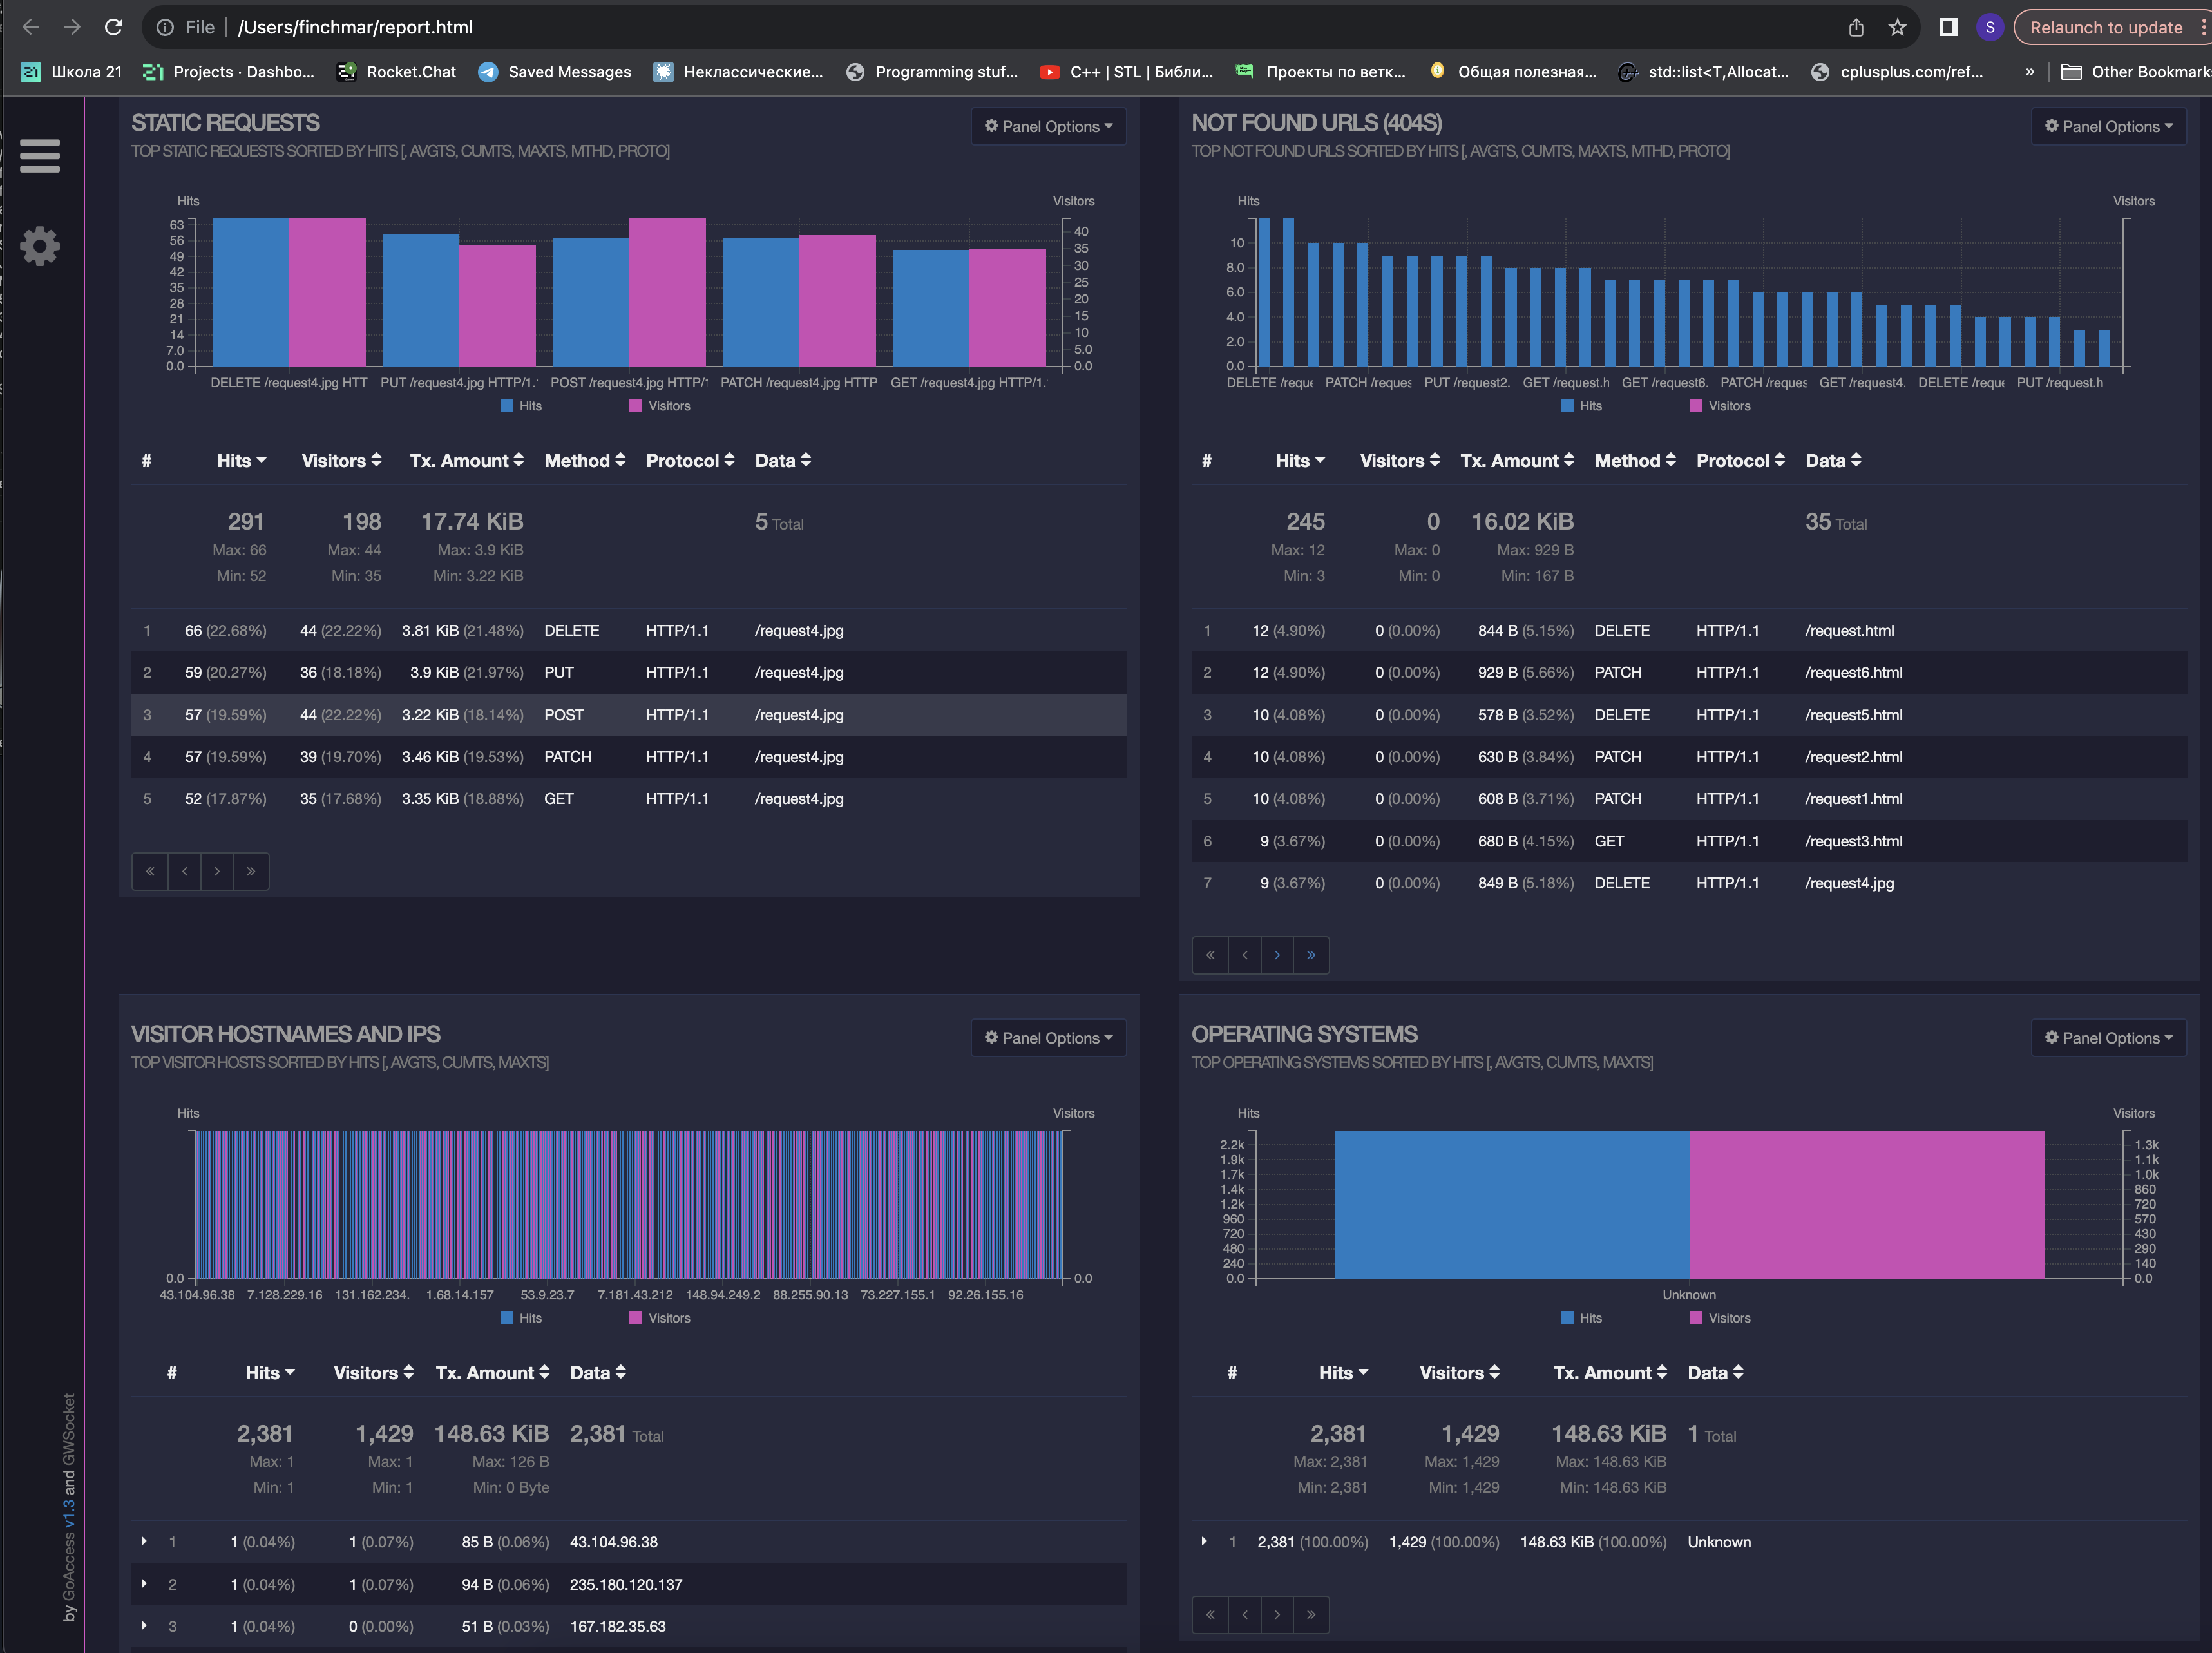 File | /Users/finchmar/report.html
S
Relaunch to update
Школа 21
Projects · Dashbo...
Rocket.Chat
Saved Messages
Неклассические...
Programming stuf...
C++ | STL | Библи...
Проекты по ветк...
Общая полезная...
std::list<T,Allocat...
cplusplus.com/ref...
»
Other Bookmark
STATIC REQUESTS
Panel Options
TOP STATIC REQUESTS SORTED BY HITS [, AVGTS, CUMTS, MAXTS, MTHD, PROTO]
Hits Visitors
63
56
49
42
35
28
21
14
7.0
0.0
40
35
30
25
20
15
10
5.0
0.0
DELETE /request4.jpg HTT PUT /request4.jpg HTTP/1. POST /request4.jpg HTTP/ PATCH /request4.jpg HTTP GET /request4.jpg HTTP/1.
Hits Visitors
# Hits Visitors Tx. Amount Method Protocol Data
291 198 17.74 KiB 5 Total
Max: 66 Max: 44 Max: 3.9 KiB
Min: 52 Min: 35 Min: 3.22 KiB
1 66 (22.68%) 44 (22.22%) 3.81 KiB (21.48%) DELETE HTTP/1.1 /request4.jpg
2 59 (20.27%) 36 (18.18%) 3.9 KiB (21.97%) PUT HTTP/1.1 /request4.jpg
3 57 (19.59%) 44 (22.22%) 3.22 KiB (18.14%) POST HTTP/1.1 /request4.jpg
4 57 (19.59%) 39 (19.70%) 3.46 KiB (19.53%) PATCH HTTP/1.1 /request4.jpg
5 52 (17.87%) 35 (17.68%) 3.35 KiB (18.88%) GET HTTP/1.1 /request4.jpg
« ‹ › »
NOT FOUND URLS (404S)
Panel Options
TOP NOT FOUND URLS SORTED BY HITS [, AVGTS, CUMTS, MAXTS, MTHD, PROTO]
Hits Visitors
10
8.0
6.0
4.0
2.0
0.0
DELETE /reque PATCH /reques PUT /request2. GET /request.h GET /request6. PATCH /reques GET /request4. DELETE /reque PUT /request.h
Hits Visitors
# Hits Visitors Tx. Amount Method Protocol Data
245 0 16.02 KiB 35 Total
Max: 12 Max: 0 Max: 929 B
Min: 3 Min: 0 Min: 167 B
1 12 (4.90%) 0 (0.00%) 844 B (5.15%) DELETE HTTP/1.1 /request.html
2 12 (4.90%) 0 (0.00%) 929 B (5.66%) PATCH HTTP/1.1 /request6.html
3 10 (4.08%) 0 (0.00%) 578 B (3.52%) DELETE HTTP/1.1 /request5.html
4 10 (4.08%) 0 (0.00%) 630 B (3.84%) PATCH HTTP/1.1 /request2.html
5 10 (4.08%) 0 (0.00%) 608 B (3.71%) PATCH HTTP/1.1 /request1.html
6 9 (3.67%) 0 (0.00%) 680 B (4.15%) GET HTTP/1.1 /request3.html
7 9 (3.67%) 0 (0.00%) 849 B (5.18%) DELETE HTTP/1.1 /request4.jpg
« ‹ › »
VISITOR HOSTNAMES AND IPS
Panel Options
TOP VISITOR HOSTS SORTED BY HITS [, AVGTS, CUMTS, MAXTS]
Hits Visitors
0.0 0.0
43.104.96.38 7.128.229.16 131.162.234. 1.68.14.157 53.9.23.7 7.181.43.212 148.94.249.2 88.255.90.13 73.227.155.1 92.26.155.16
Hits Visitors
# Hits Visitors Tx. Amount Data
2,381 1,429 148.63 KiB 2,381 Total
Max: 1 Max: 1 Max: 126 B
Min: 1 Min: 1 Min: 0 Byte
1 1 (0.04%) 1 (0.07%) 85 B (0.06%) 43.104.96.38
2 1 (0.04%) 1 (0.07%) 94 B (0.06%) 235.180.120.137
3 1 (0.04%) 0 (0.00%) 51 B (0.03%) 167.182.35.63
OPERATING SYSTEMS
Panel Options
TOP OPERATING SYSTEMS SORTED BY HITS [, AVGTS, CUMTS, MAXTS]
Hits Visitors
2.2k
1.9k
1.7k
1.4k
1.2k
960
720
480
240
0.0
1.3k
1.1k
1.0k
860
720
570
430
290
140
0.0
Unknown
Hits Visitors
# Hits Visitors Tx. Amount Data
2,381 1,429 148.63 KiB 1 Total
Max: 2,381 Max: 1,429 Max: 148.63 KiB
Min: 2,381 Min: 1,429 Min: 148.63 KiB
1 2,381 (100.00%) 1,429 (100.00%) 148.63 KiB (100.00%) Unknown
« ‹ › »
by GoAccess v1.3 and GWSocket